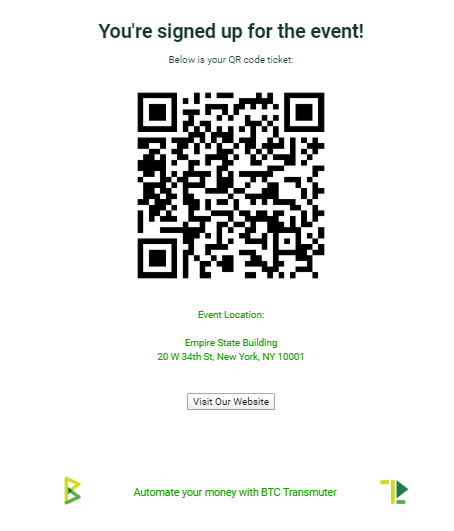 You're signed up for the event!
Below is your QR code ticket:
Event Location:
Empire State Building
20 W 34th St, New York, NY 10001
Visit Our Website
Automate your money with BTC Transmuter